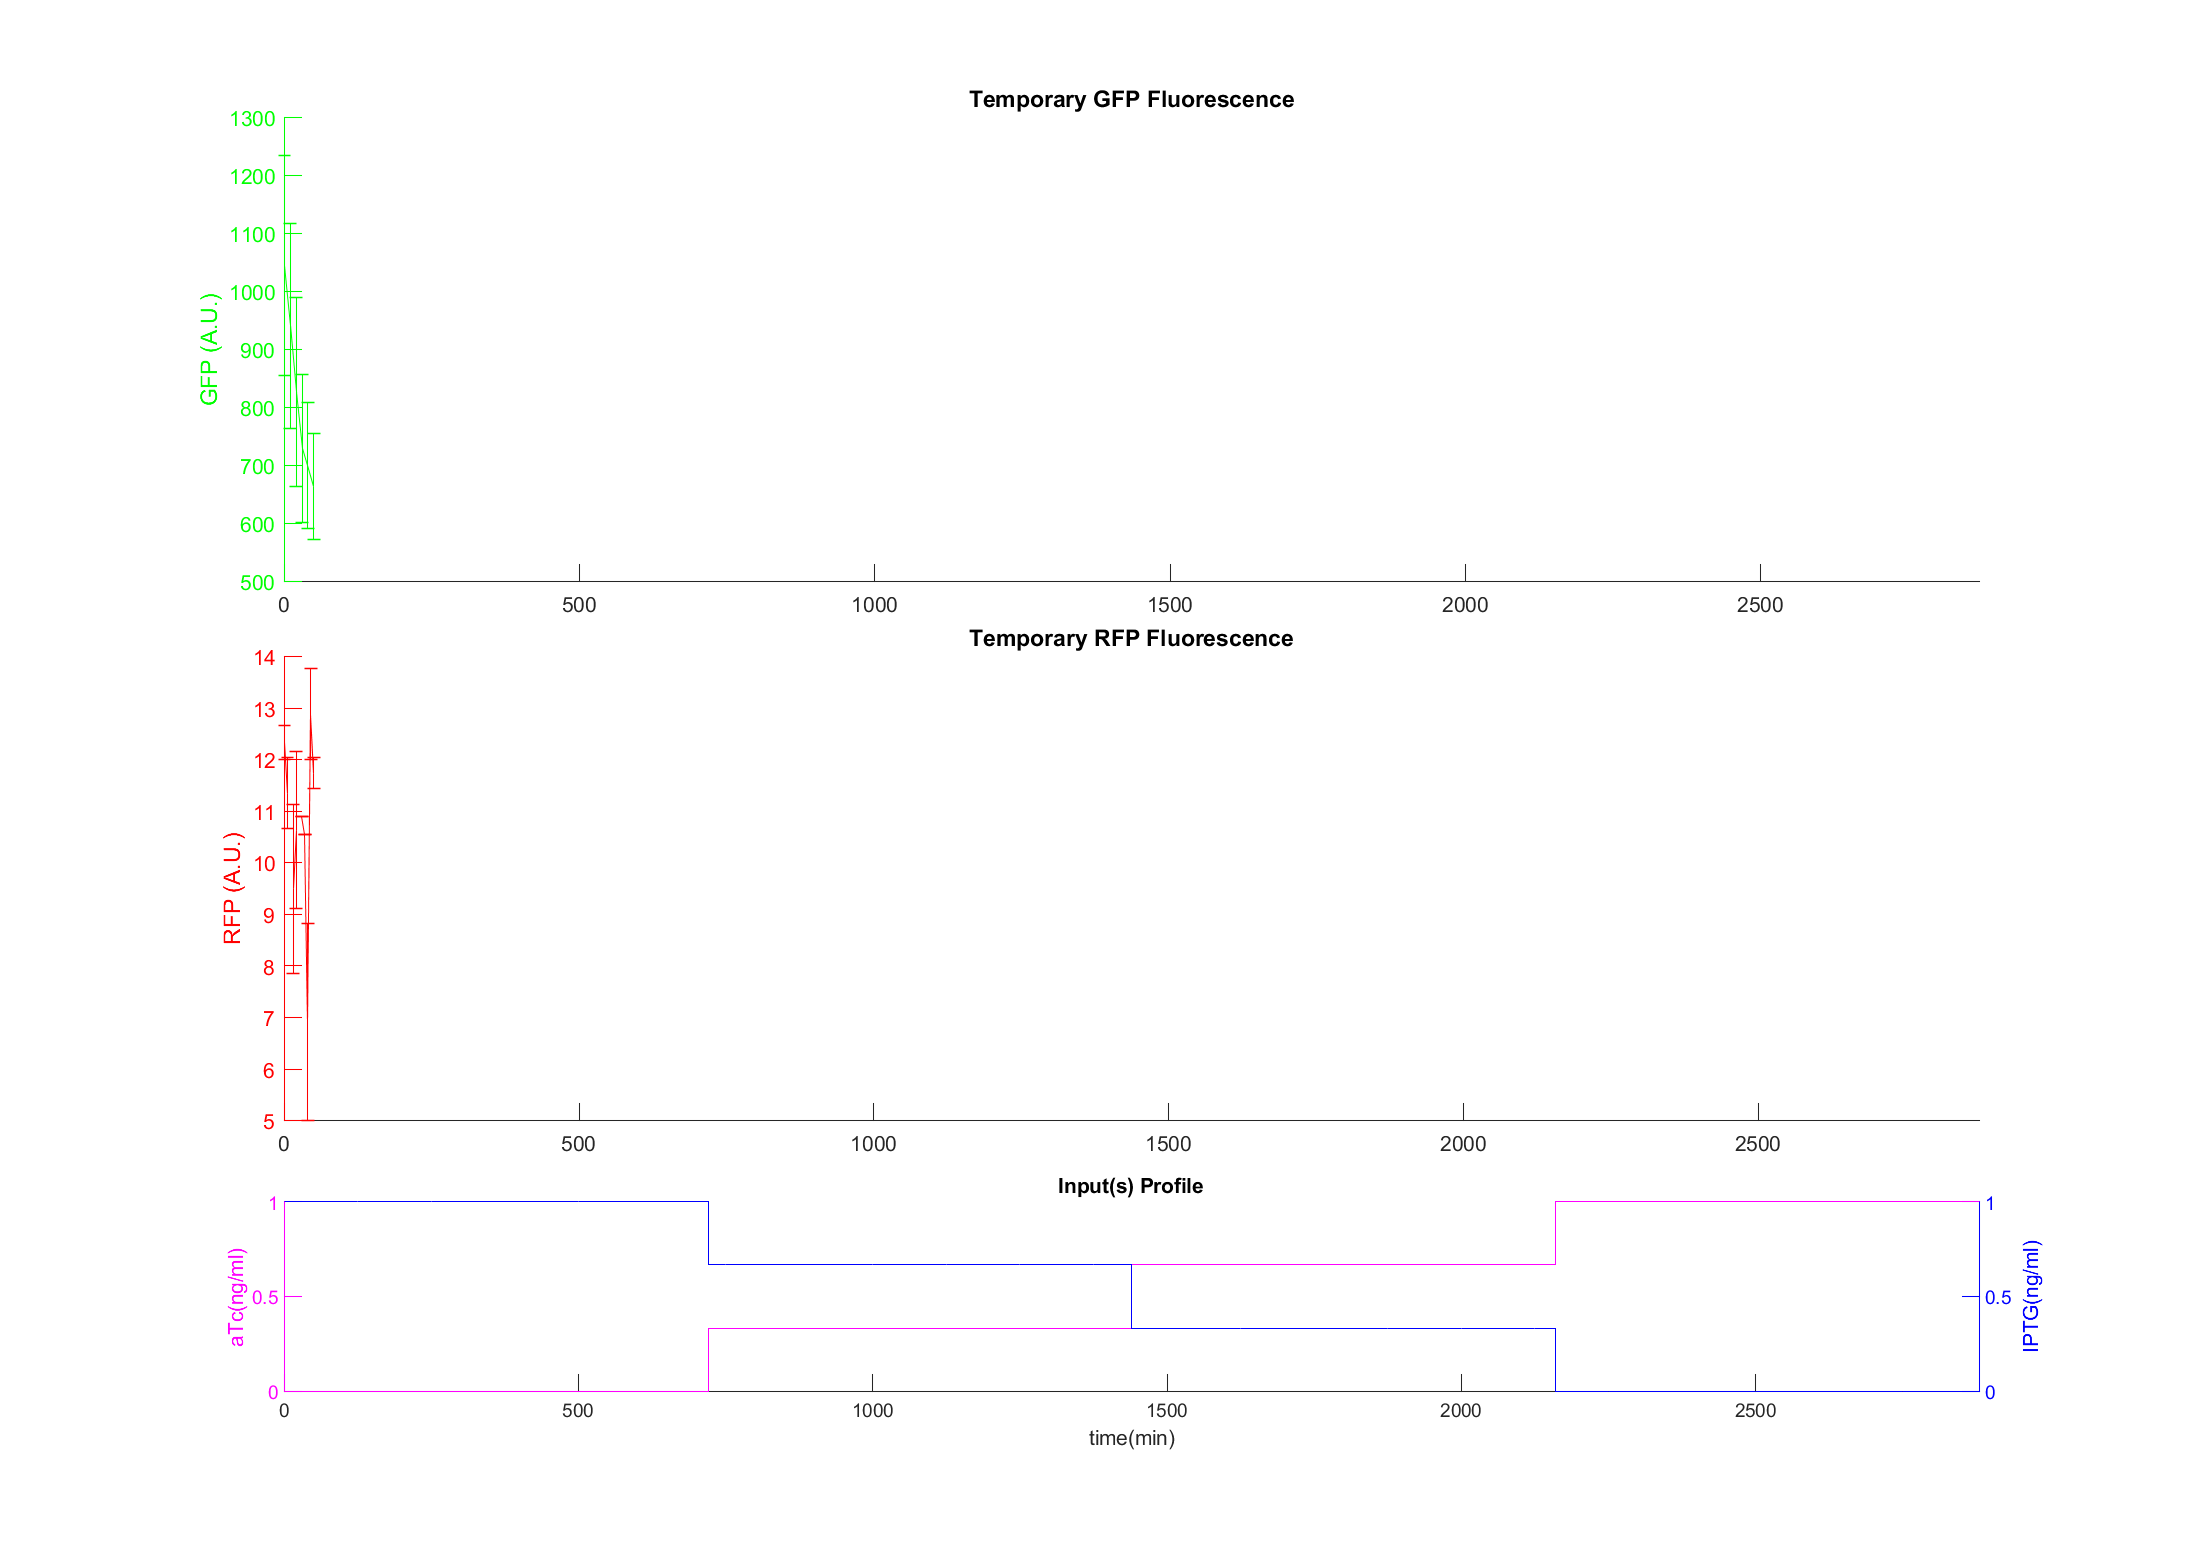 Temporary GFP Fluorescence
1300
1200
1100
1000
900
800
700
600
500
GFP (A.U.)
0 500 1000 1500 2000 2500
Temporary RFP Fluorescence
14
13
12
11
10
9
8
7
6
5
RFP (A.U.)
0 500 1000 1500 2000 2500
Input(s) Profile
1
0.5
0
aTc(ng/ml)
1
0.5
0
IPTG(ng/ml)
0 500 1000 1500 2000 2500
time(min)